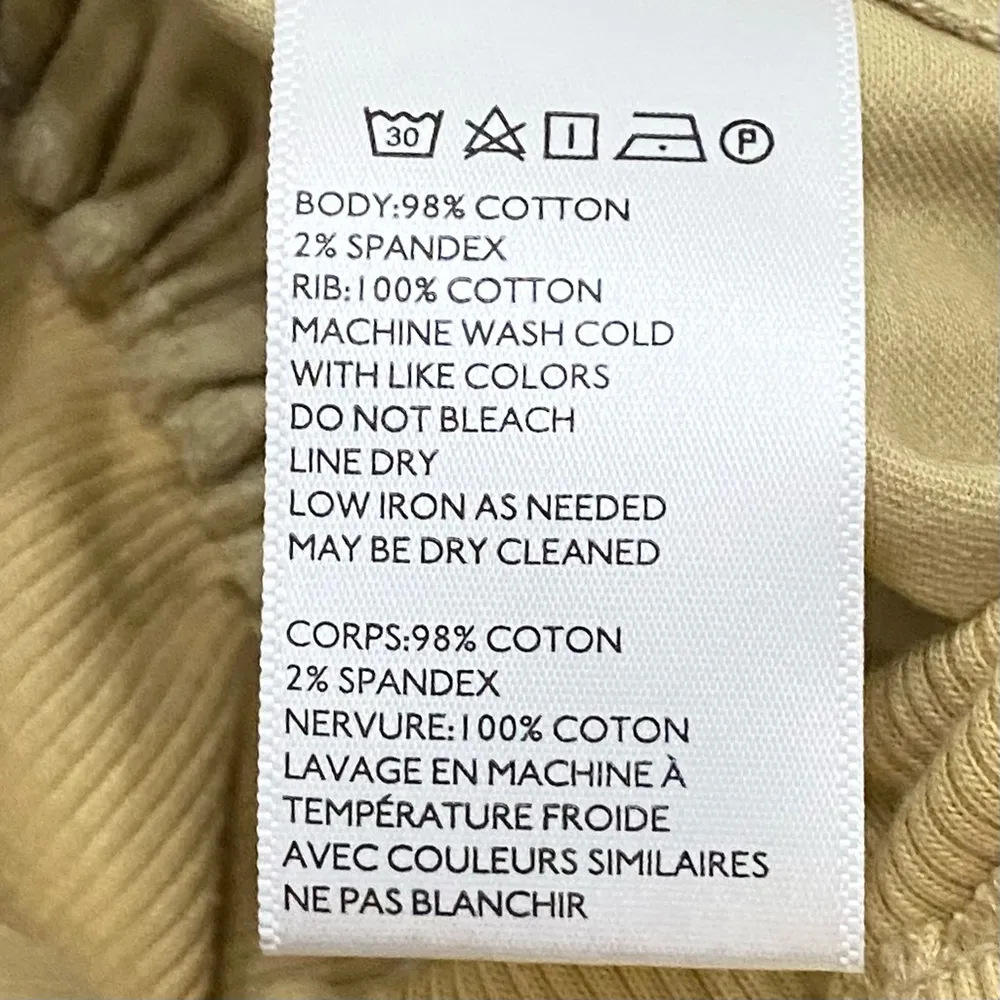 30 P
BODY:98% COTTON
2% SPANDEX
RIB:100% COTTON
MACHINE WASH COLD
WITH LIKE COLORS
DO NOT BLEACH
LINE DRY
LOW IRON AS NEEDED
MAY BE DRY CLEANED
CORPS:98% COTON
2% SPANDEX
NERVURE:100% COTON
LAVAGE EN MACHINE À
TEMPÉRATURE FROIDE
AVEC COULEURS SIMILAIRES
NE PAS BLANCHIR